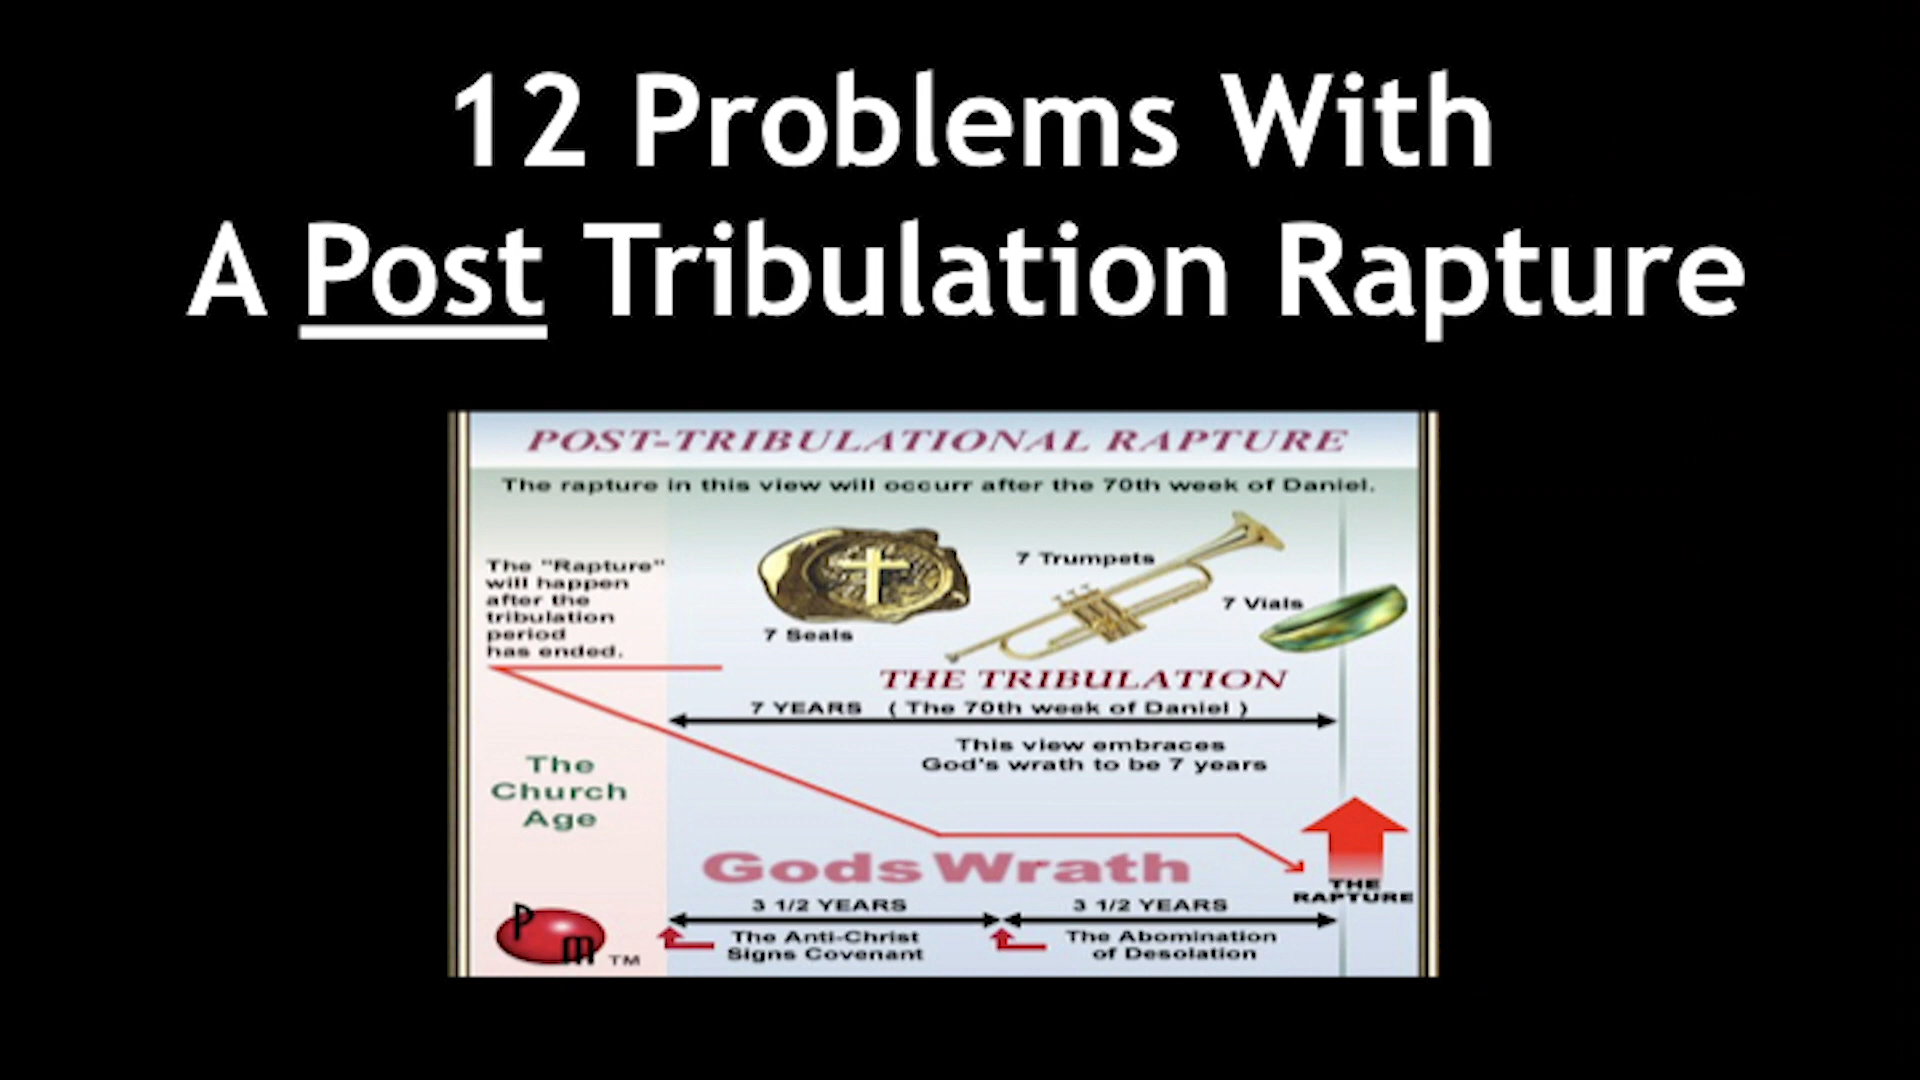 12 Problems With
A Post Tribulation Rapture
POST-TRIBULATIONAL RAPTURE
The rapture in this view will occurr after the 70th week of Daniel.
The "Rapture"
will happen
after the
tribulation
period
has ended.
7 Seals
7 Trumpets
7 Vials
THE TRIBULATION
7 YEARS ( The 70th week of Daniel )
This view embraces
God's wrath to be 7 years
The
Church
Age
Gods Wrath
THE
RAPTURE
3 1/2 YEARS
3 1/2 YEARS
The Anti-Christ
Signs Covenant
The Abomination
of Desolation
P
m TM